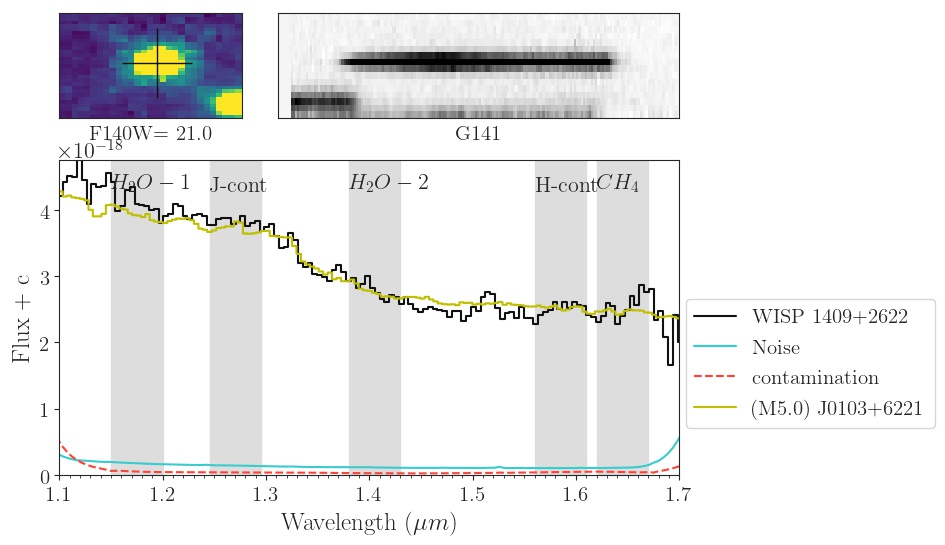 F140W= 21.0
G141
×10−18
H2O − 1
J-cont
H2O − 2
H-cont
CH4
4
3
2
1
0
Flux + c
1.1
1.2
1.3
1.4
1.5
1.6
1.7
Wavelength (μm)
WISP 1409+2622
Noise
contamination
(M5.0) J0103+6221